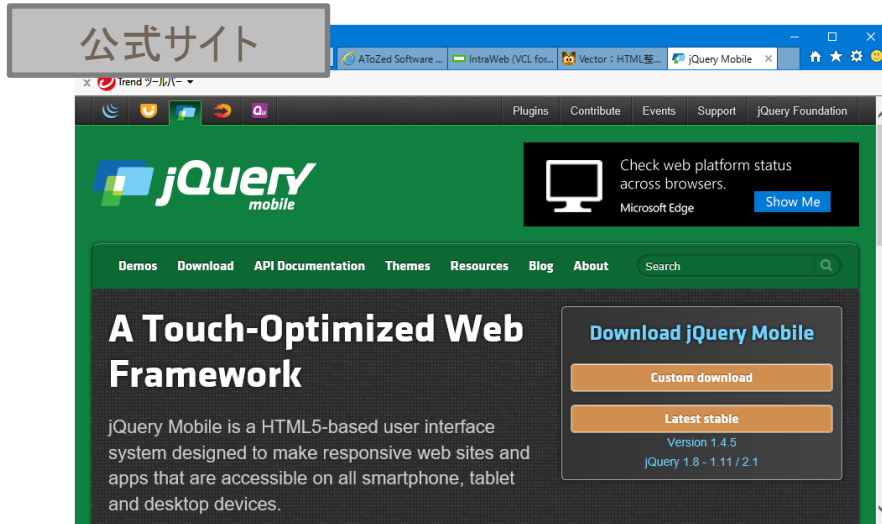 公式サイト
AToZed Software ...
IntraWeb (VCL for...
Vector：HTML整...
jQuery Mobile
Trend ツールバー
Qu
Plugins Contribute Events Support jQuery Foundation
jQuery
mobile
Check web platform status
across browsers.
Microsoft Edge
Show Me
Demos Download API Documentation Themes Resources Blog About Search
A Touch-Optimized Web
Framework
jQuery Mobile is a HTML5-based user interface
system designed to make responsive web sites and
apps that are accessible on all smartphone, tablet
and desktop devices.
Download jQuery Mobile
Custom download
Latest stable
Version 1.4.5
jQuery 1.8 - 1.11 / 2.1